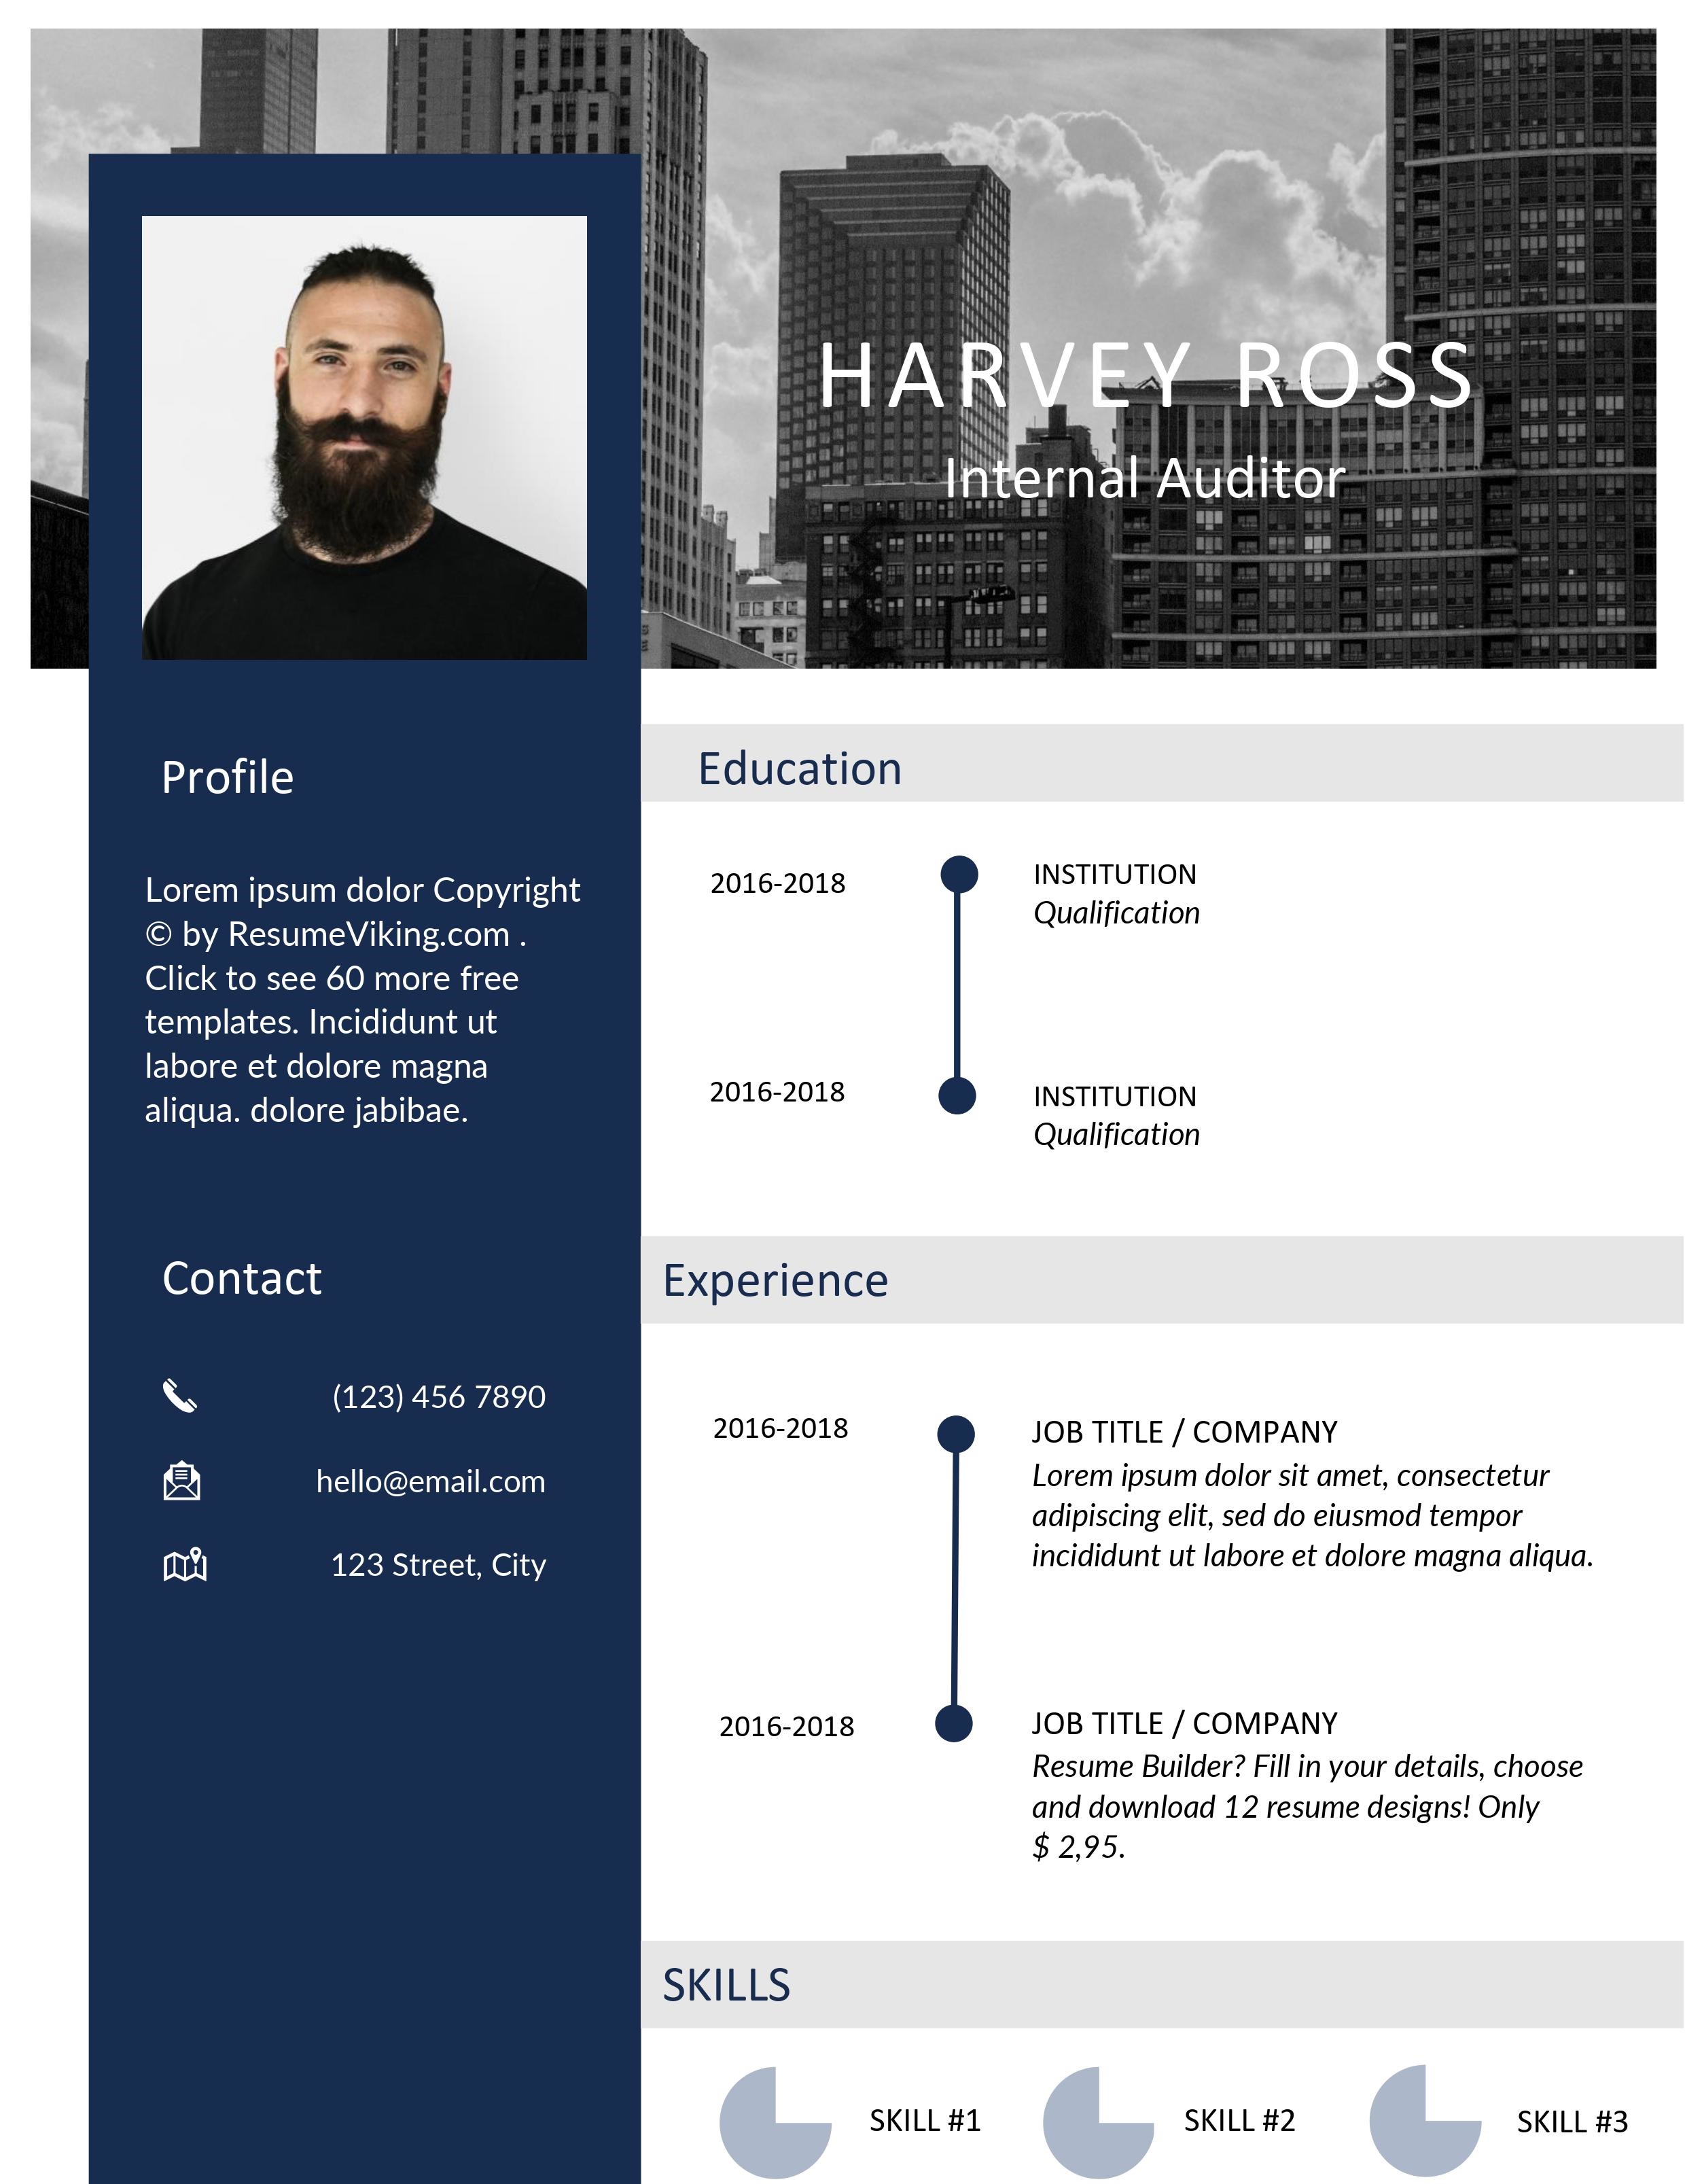 HARVEY ROSS
Internal Auditor
Profile
Lorem ipsum dolor Copyright
© by ResumeViking.com .
Click to see 60 more free
templates. Incididunt ut
labore et dolore magna
aliqua. dolore jabibae.
Contact
(123) 456 7890
hello@email.com
123 Street, City
Education
2016-2018
INSTITUTION
Qualification
2016-2018
INSTITUTION
Qualification
Experience
2016-2018
JOB TITLE / COMPANY
Lorem ipsum dolor sit amet, consectetur
adipiscing elit, sed do eiusmod tempor
incididunt ut labore et dolore magna aliqua.
2016-2018
JOB TITLE / COMPANY
Resume Builder? Fill in your details, choose
and download 12 resume designs! Only
$ 2,95.
SKILLS
SKILL #1
SKILL #2
SKILL #3